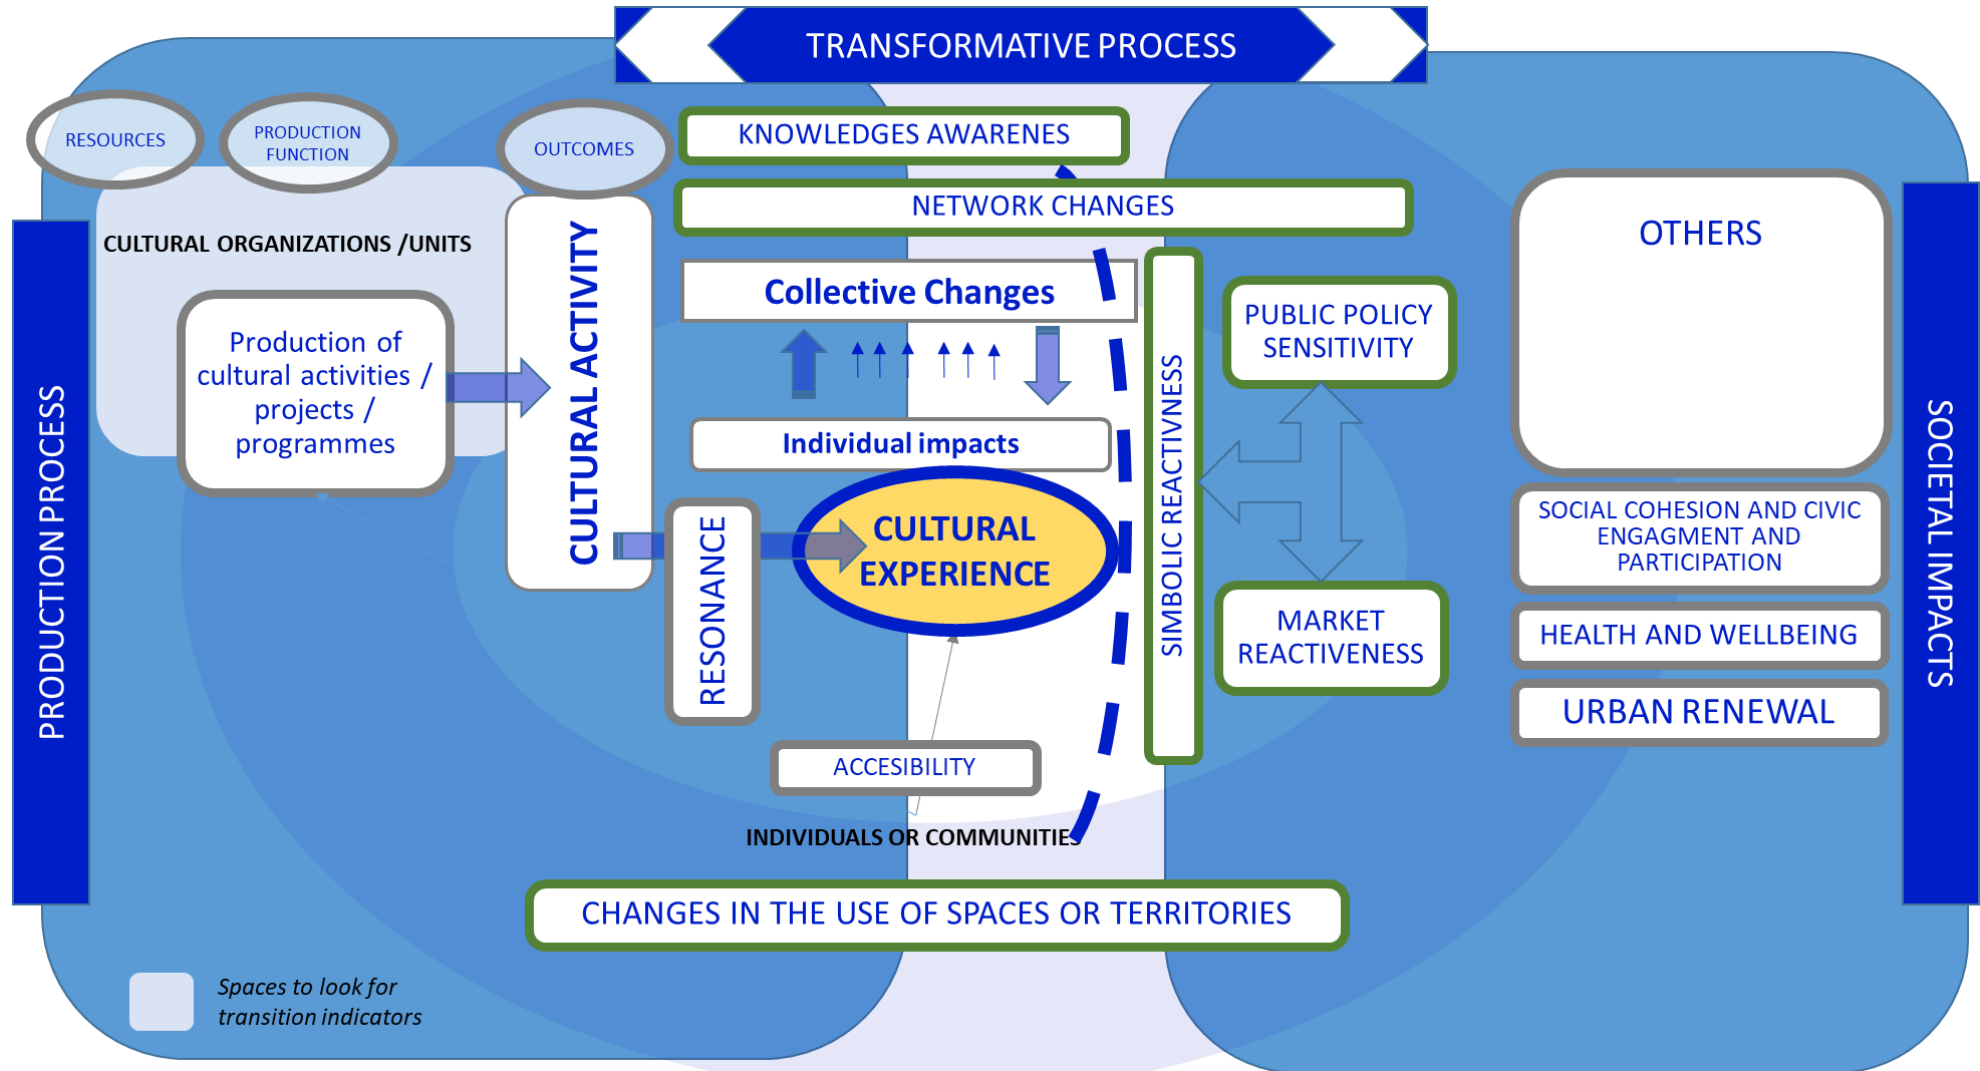 TRANSFORMATIVE PROCESS
RESOURCES
PRODUCTION
FUNCTION
OUTCOMES
KNOWLEDGES AWARENES
NETWORK CHANGES
CULTURAL ORGANIZATIONS /UNITS
Production of
cultural activities /
projects /
programmes
PRODUCTION PROCESS
CULTURAL ACTIVITY
Collective Changes
Individual impacts
RESONANCE
CULTURAL
EXPERIENCE
ACCESIBILITY
INDIVIDUALS OR COMMUNITIES
SIMBOLIC REACTIVNESS
PUBLIC POLICY
SENSITIVITY
MARKET
REACTIVENESS
OTHERS
SOCIAL COHESION AND CIVIC
ENGAGMENT AND
PARTICIPATION
HEALTH AND WELLBEING
URBAN RENEWAL
SOCIETAL IMPACTS
CHANGES IN THE USE OF SPACES OR TERRITORIES
Spaces to look for
transition indicators